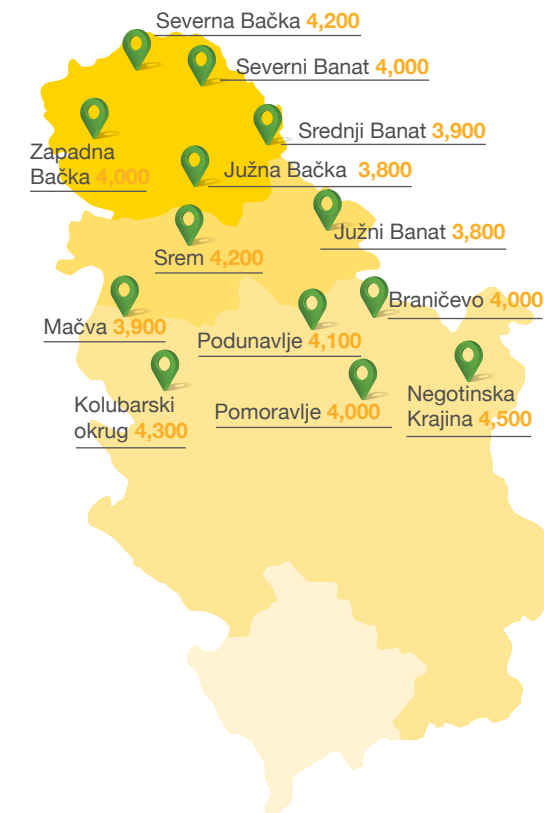 Severna Bačka 4,200
Severni Banat 4,000
Srednji Banat 3,900
Zapadna
Bačka 4,000
Južna Bačka 3,800
Južni Banat 3,800
Srem 4,200
Braničevo 4,000
Mačva 3,900
Podunavlje 4,100
Kolubarski
okrug 4,300
Pomoravlje 4,000
Negotinska
Krajina 4,500